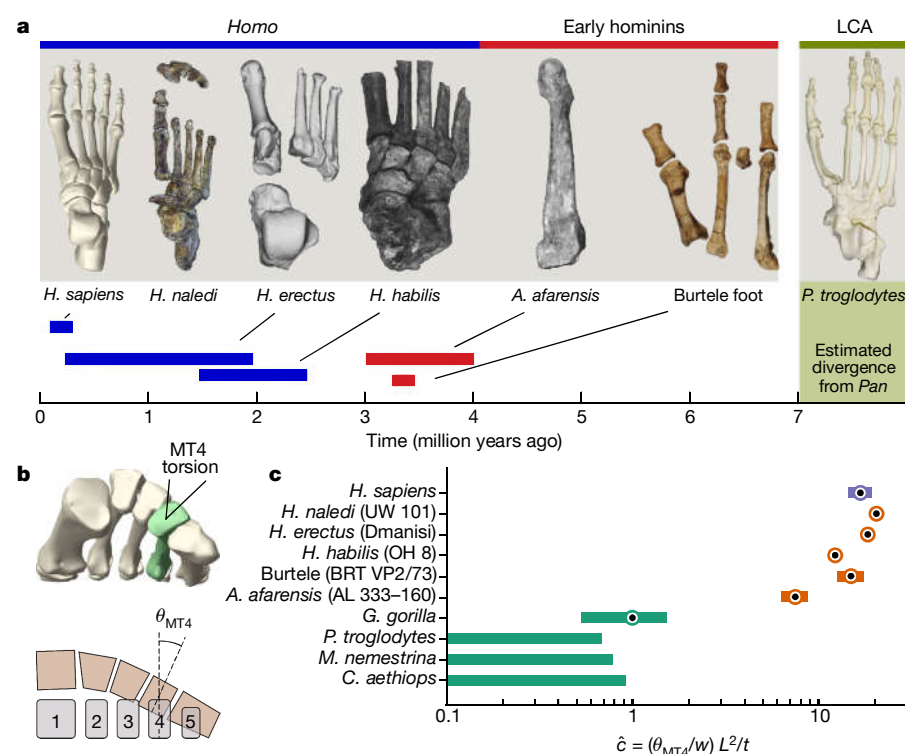 a
Homo
Early hominins
LCA
H. sapiens
H. naledi
H. erectus
H. habilis
A. afarensis
Burtele foot
P. troglodytes
Estimated
divergence
from Pan
0 1 2 3 4 5 6 7
Time (million years ago)
b
MT4
torsion
θMT4
1 2 3 4 5
c
H. sapiens
H. naledi (UW 101)
H. erectus (Dmanisi)
H. habilis (OH 8)
Burtele (BRT VP2/73)
A. afarensis (AL 333–160)
G. gorilla
P. troglodytes
M. nemestrina
C. aethiops
0.1 1 10
ĉ = (θMT4/w) L²/t